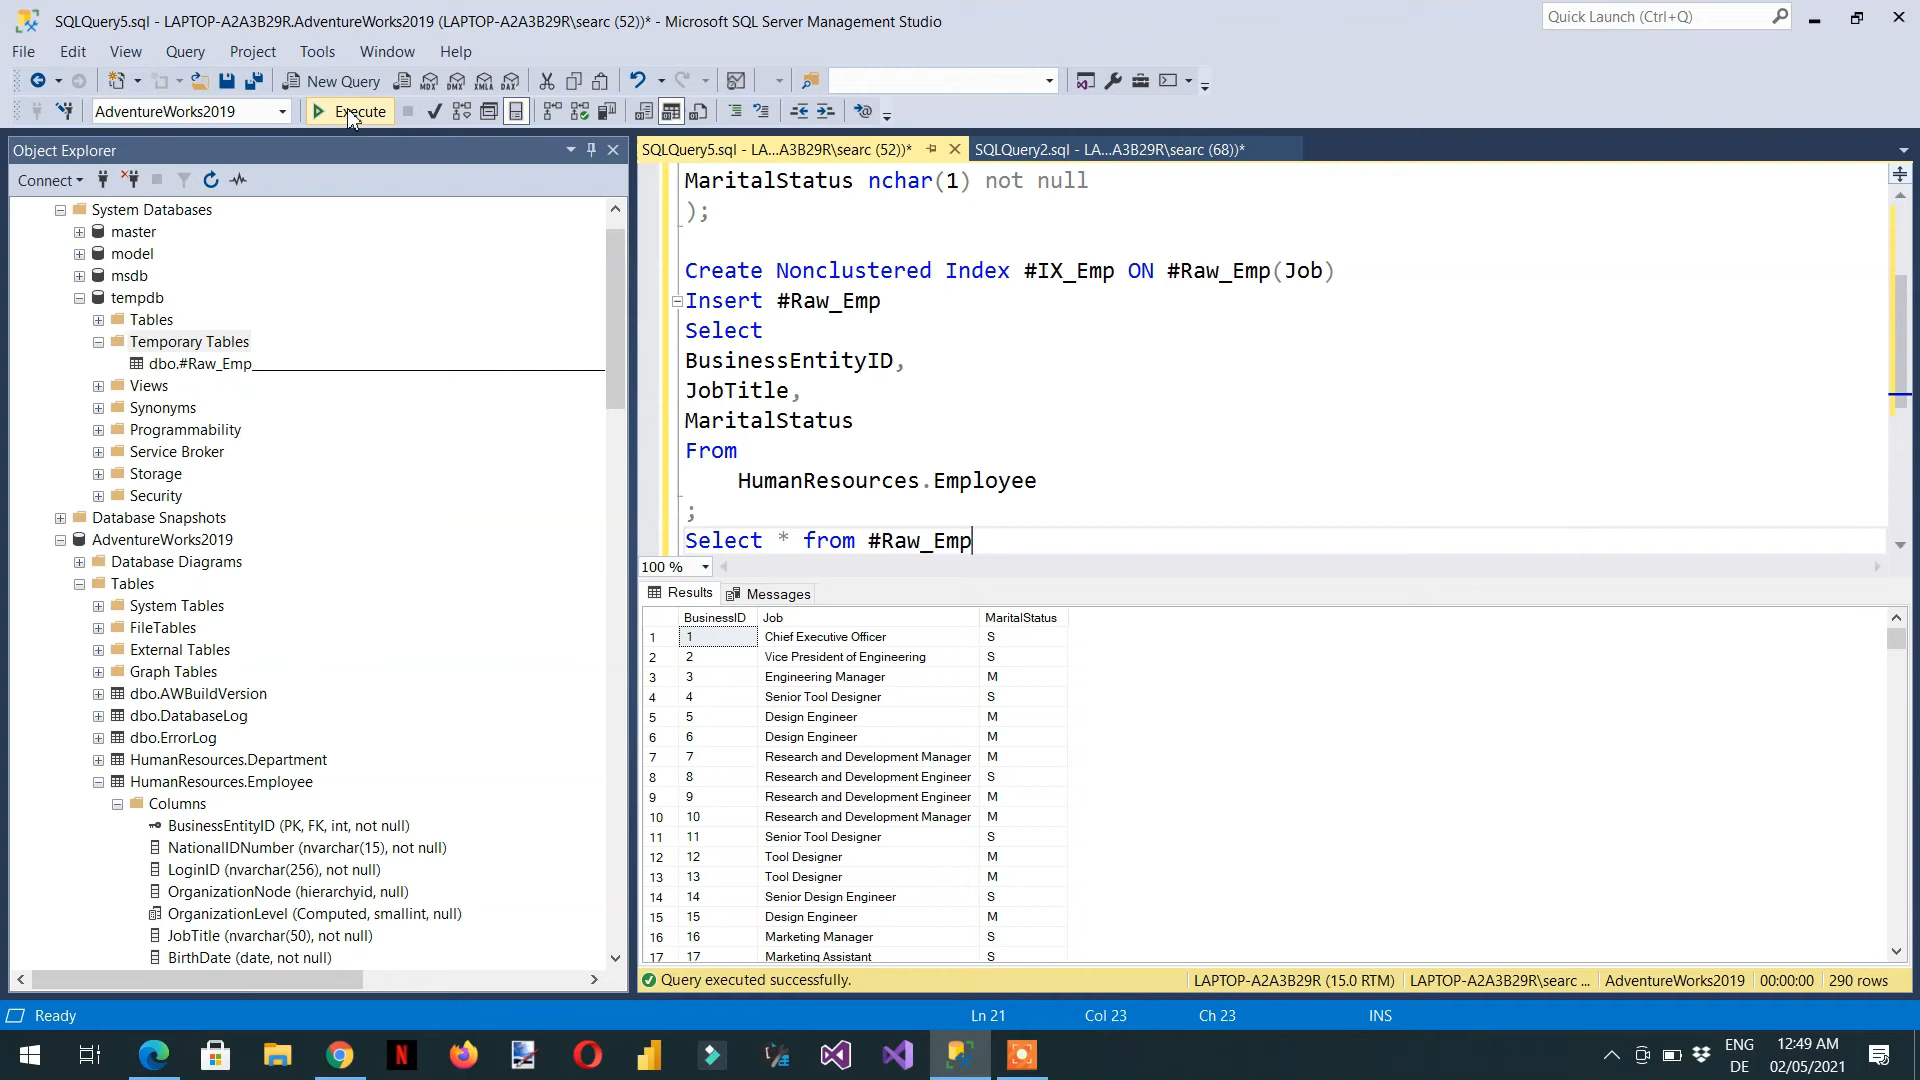 SQLQuery5.sql - LAPTOP-A2A3B29R.AdventureWorks2019 (LAPTOP-A2A3B29R\searc (52))* - Microsoft SQL Server Management Studio
Quick Launch (Ctrl+Q)
File Edit View Query Project Tools Window Help
New Query
MDX DMX XMLA DAX
AdventureWorks2019
Execute
Object Explorer
Connect
System Databases
master
model
msdb
tempdb
Tables
Temporary Tables
dbo.#Raw_Emp
Views
Synonyms
Programmability
Service Broker
Storage
Security
Database Snapshots
AdventureWorks2019
Database Diagrams
Tables
System Tables
FileTables
External Tables
Graph Tables
dbo.AWBuildVersion
dbo.DatabaseLog
dbo.ErrorLog
HumanResources.Department
HumanResources.Employee
Columns
BusinessEntityID (PK, FK, int, not null)
NationalIDNumber (nvarchar(15), not null)
LoginID (nvarchar(256), not null)
OrganizationNode (hierarchyid, null)
OrganizationLevel (Computed, smallint, null)
JobTitle (nvarchar(50), not null)
BirthDate (date, not null)
SQLQuery5.sql - LA...A3B29R\searc (52))*
SQLQuery2.sql - LA...A3B29R\searc (68))*
MaritalStatus nchar(1) not null
);
Create Nonclustered Index #IX_Emp ON #Raw_Emp(Job)
Insert #Raw_Emp
Select
BusinessEntityID,
JobTitle,
MaritalStatus
From
HumanResources.Employee
;
Select * from #Raw_Emp
100 %
Results Messages
BusinessID Job MaritalStatus
1 1 Chief Executive Officer S
2 2 Vice President of Engineering S
3 3 Engineering Manager M
4 4 Senior Tool Designer S
5 5 Design Engineer M
6 6 Design Engineer M
7 7 Research and Development Manager M
8 8 Research and Development Engineer S
9 9 Research and Development Engineer M
10 10 Research and Development Manager M
11 11 Senior Tool Designer S
12 12 Tool Designer M
13 13 Tool Designer M
14 14 Senior Design Engineer S
15 15 Design Engineer M
16 16 Marketing Manager S
17 17 Marketing Assistant S
Query executed successfully.
LAPTOP-A2A3B29R (15.0 RTM) LAPTOP-A2A3B29R\searc ... AdventureWorks2019 00:00:00 290 rows
Ready
Ln 21 Col 23 Ch 23 INS
ENG
DE
12:49 AM
02/05/2021